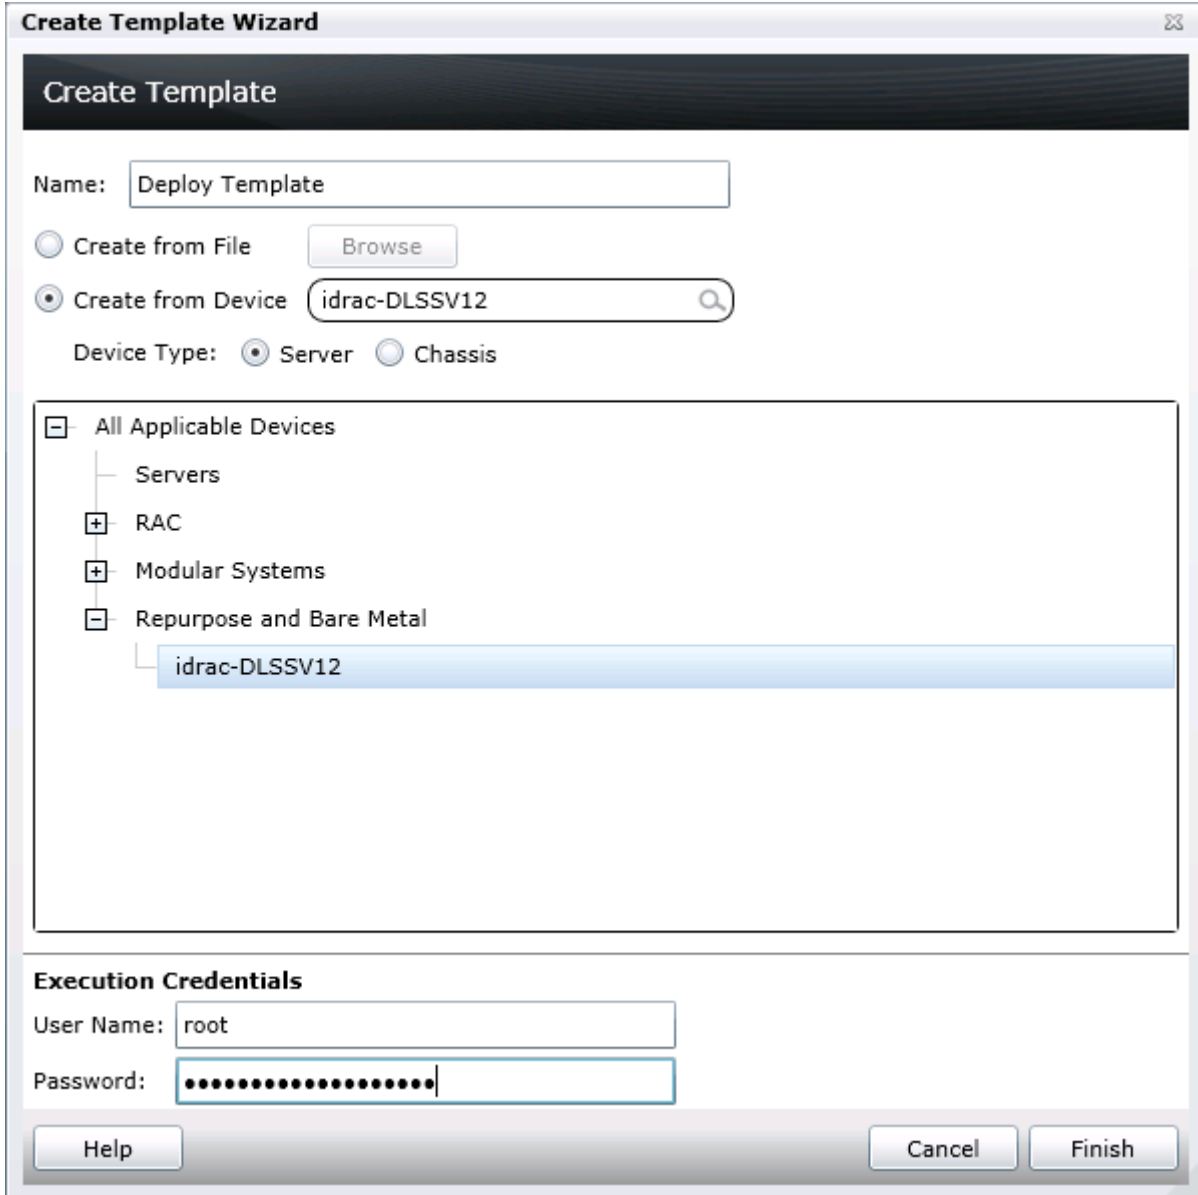 Create Template Wizard
Create Template
Name: Deploy Template
Create from File Browse
Create from Device idrac-DLSSV12
Device Type: Server Chassis
All Applicable Devices
Servers
RAC
Modular Systems
Repurpose and Bare Metal
idrac-DLSSV12
Execution Credentials
User Name: root
Password: •••••••••••••••••••
Help Cancel Finish